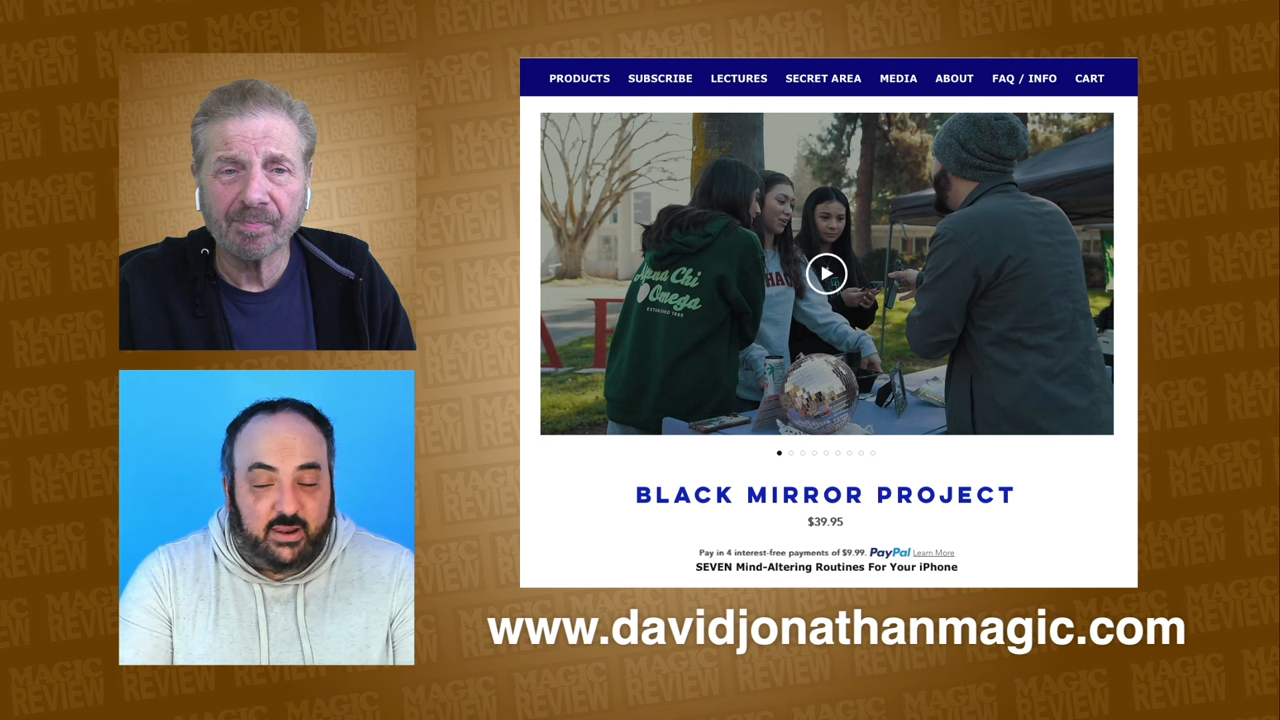 MAGIC REVIEW
PRODUCTS SUBSCRIBE LECTURES SECRET AREA MEDIA ABOUT FAQ / INFO CART
Alpha Chi
Omega
ESTABLISHED 1885
BLACK MIRROR PROJECT
$39.95
Pay in 4 interest-free payments of $9.99. PayPal Learn More
SEVEN Mind-Altering Routines For Your iPhone
www.davidjonathanmagic.com